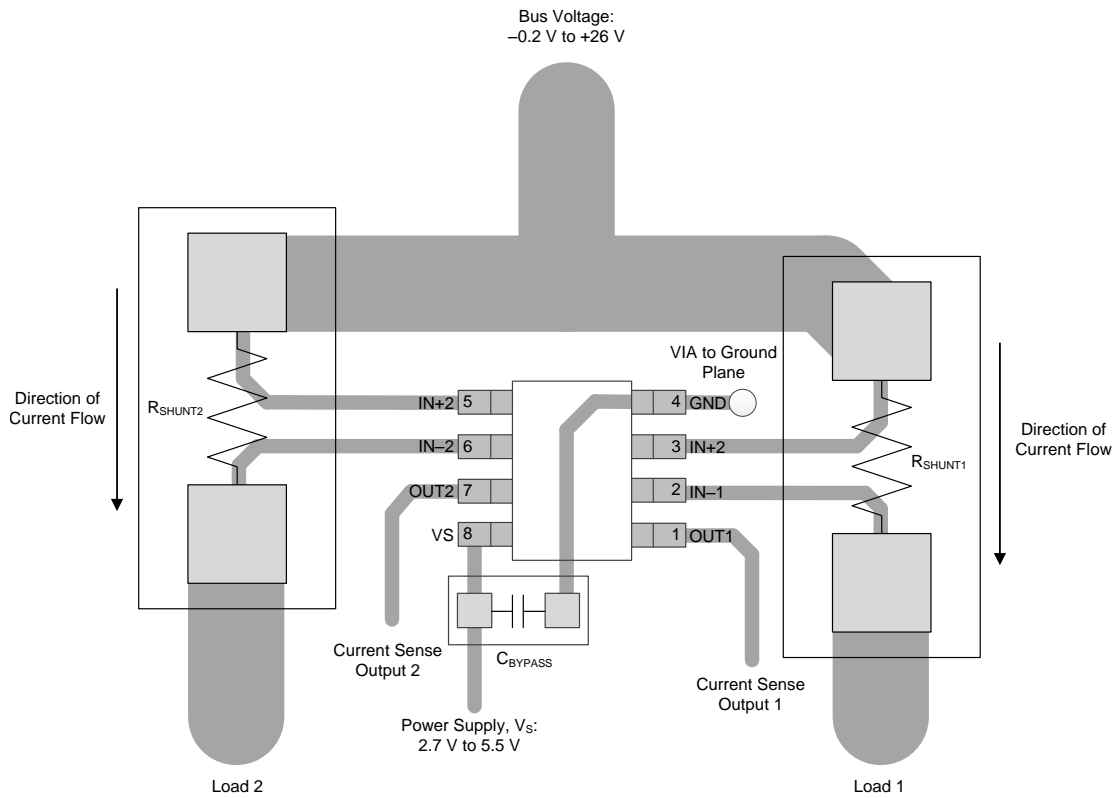 Bus Voltage:
–0.2 V to +26 V
VIA to Ground
Plane
Direction of
Current Flow
RSHUNT2
IN+2 5
4 GND
IN–2 6
3 IN+2
Direction of
Current Flow
RSHUNT1
OUT2 7
2 IN–1
VS 8
1 OUT1
Current Sense
Output 2
CBYPASS
Current Sense
Output 1
Power Supply, VS:
2.7 V to 5.5 V
Load 2
Load 1